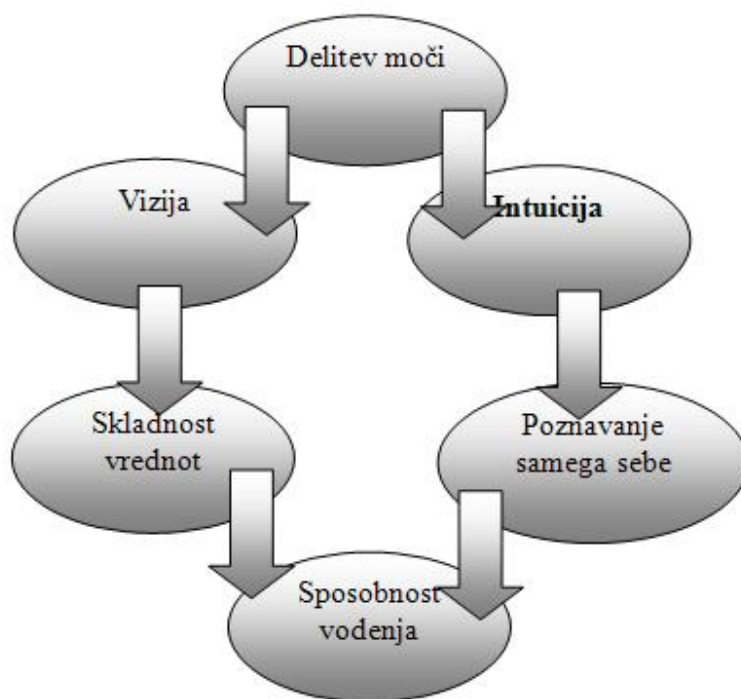 Delitev moči
Vizija
Intuicija
Skladnost
vrednot
Poznavanje
samega sebe
Sposobnost
vodenja